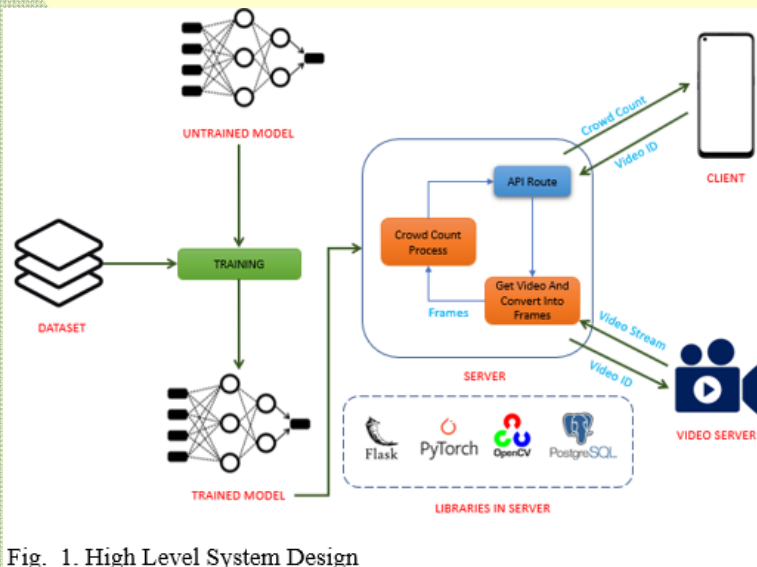 UNTRAINED MODEL
Crowd Count
Video ID
CLIENT
API Route
Crowd Count
Process
TRAINING
Get Video And
Convert Into
Frames
Frames
DATASET
Video Stream
Video ID
SERVER
VIDEO SERVER
Flask
PyTorch
OpenCV
PostgreSQL
TRAINED MODEL
LIBRARIES IN SERVER
Fig. 1. High Level System Design